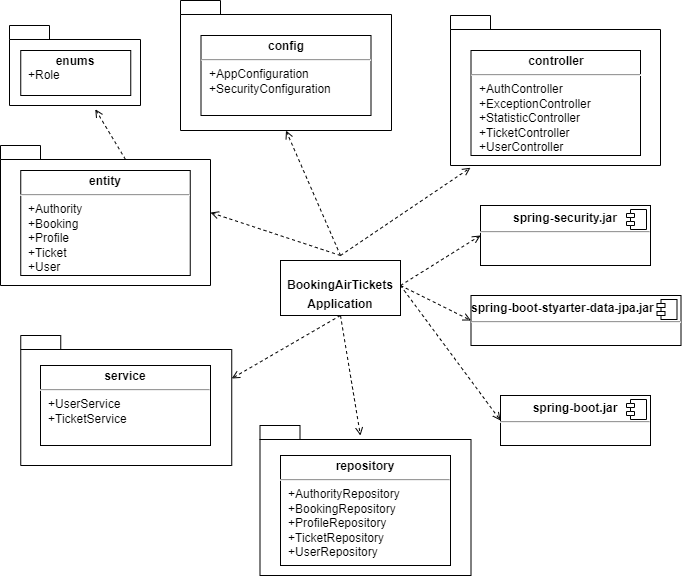 enums
+Role
config
+AppConfiguration
+SecurityConfiguration
controller
+AuthController
+ExceptionController
+StatisticController
+TicketController
+UserController
entity
+Authority
+Booking
+Profile
+Ticket
+User
spring-security.jar
BookingAirTickets
Application
spring-boot-styarter-data-jpa.jar
service
+UserService
+TicketService
spring-boot.jar
repository
+AuthorityRepository
+BookingRepository
+ProfileRepository
+TicketRepository
+UserRepository